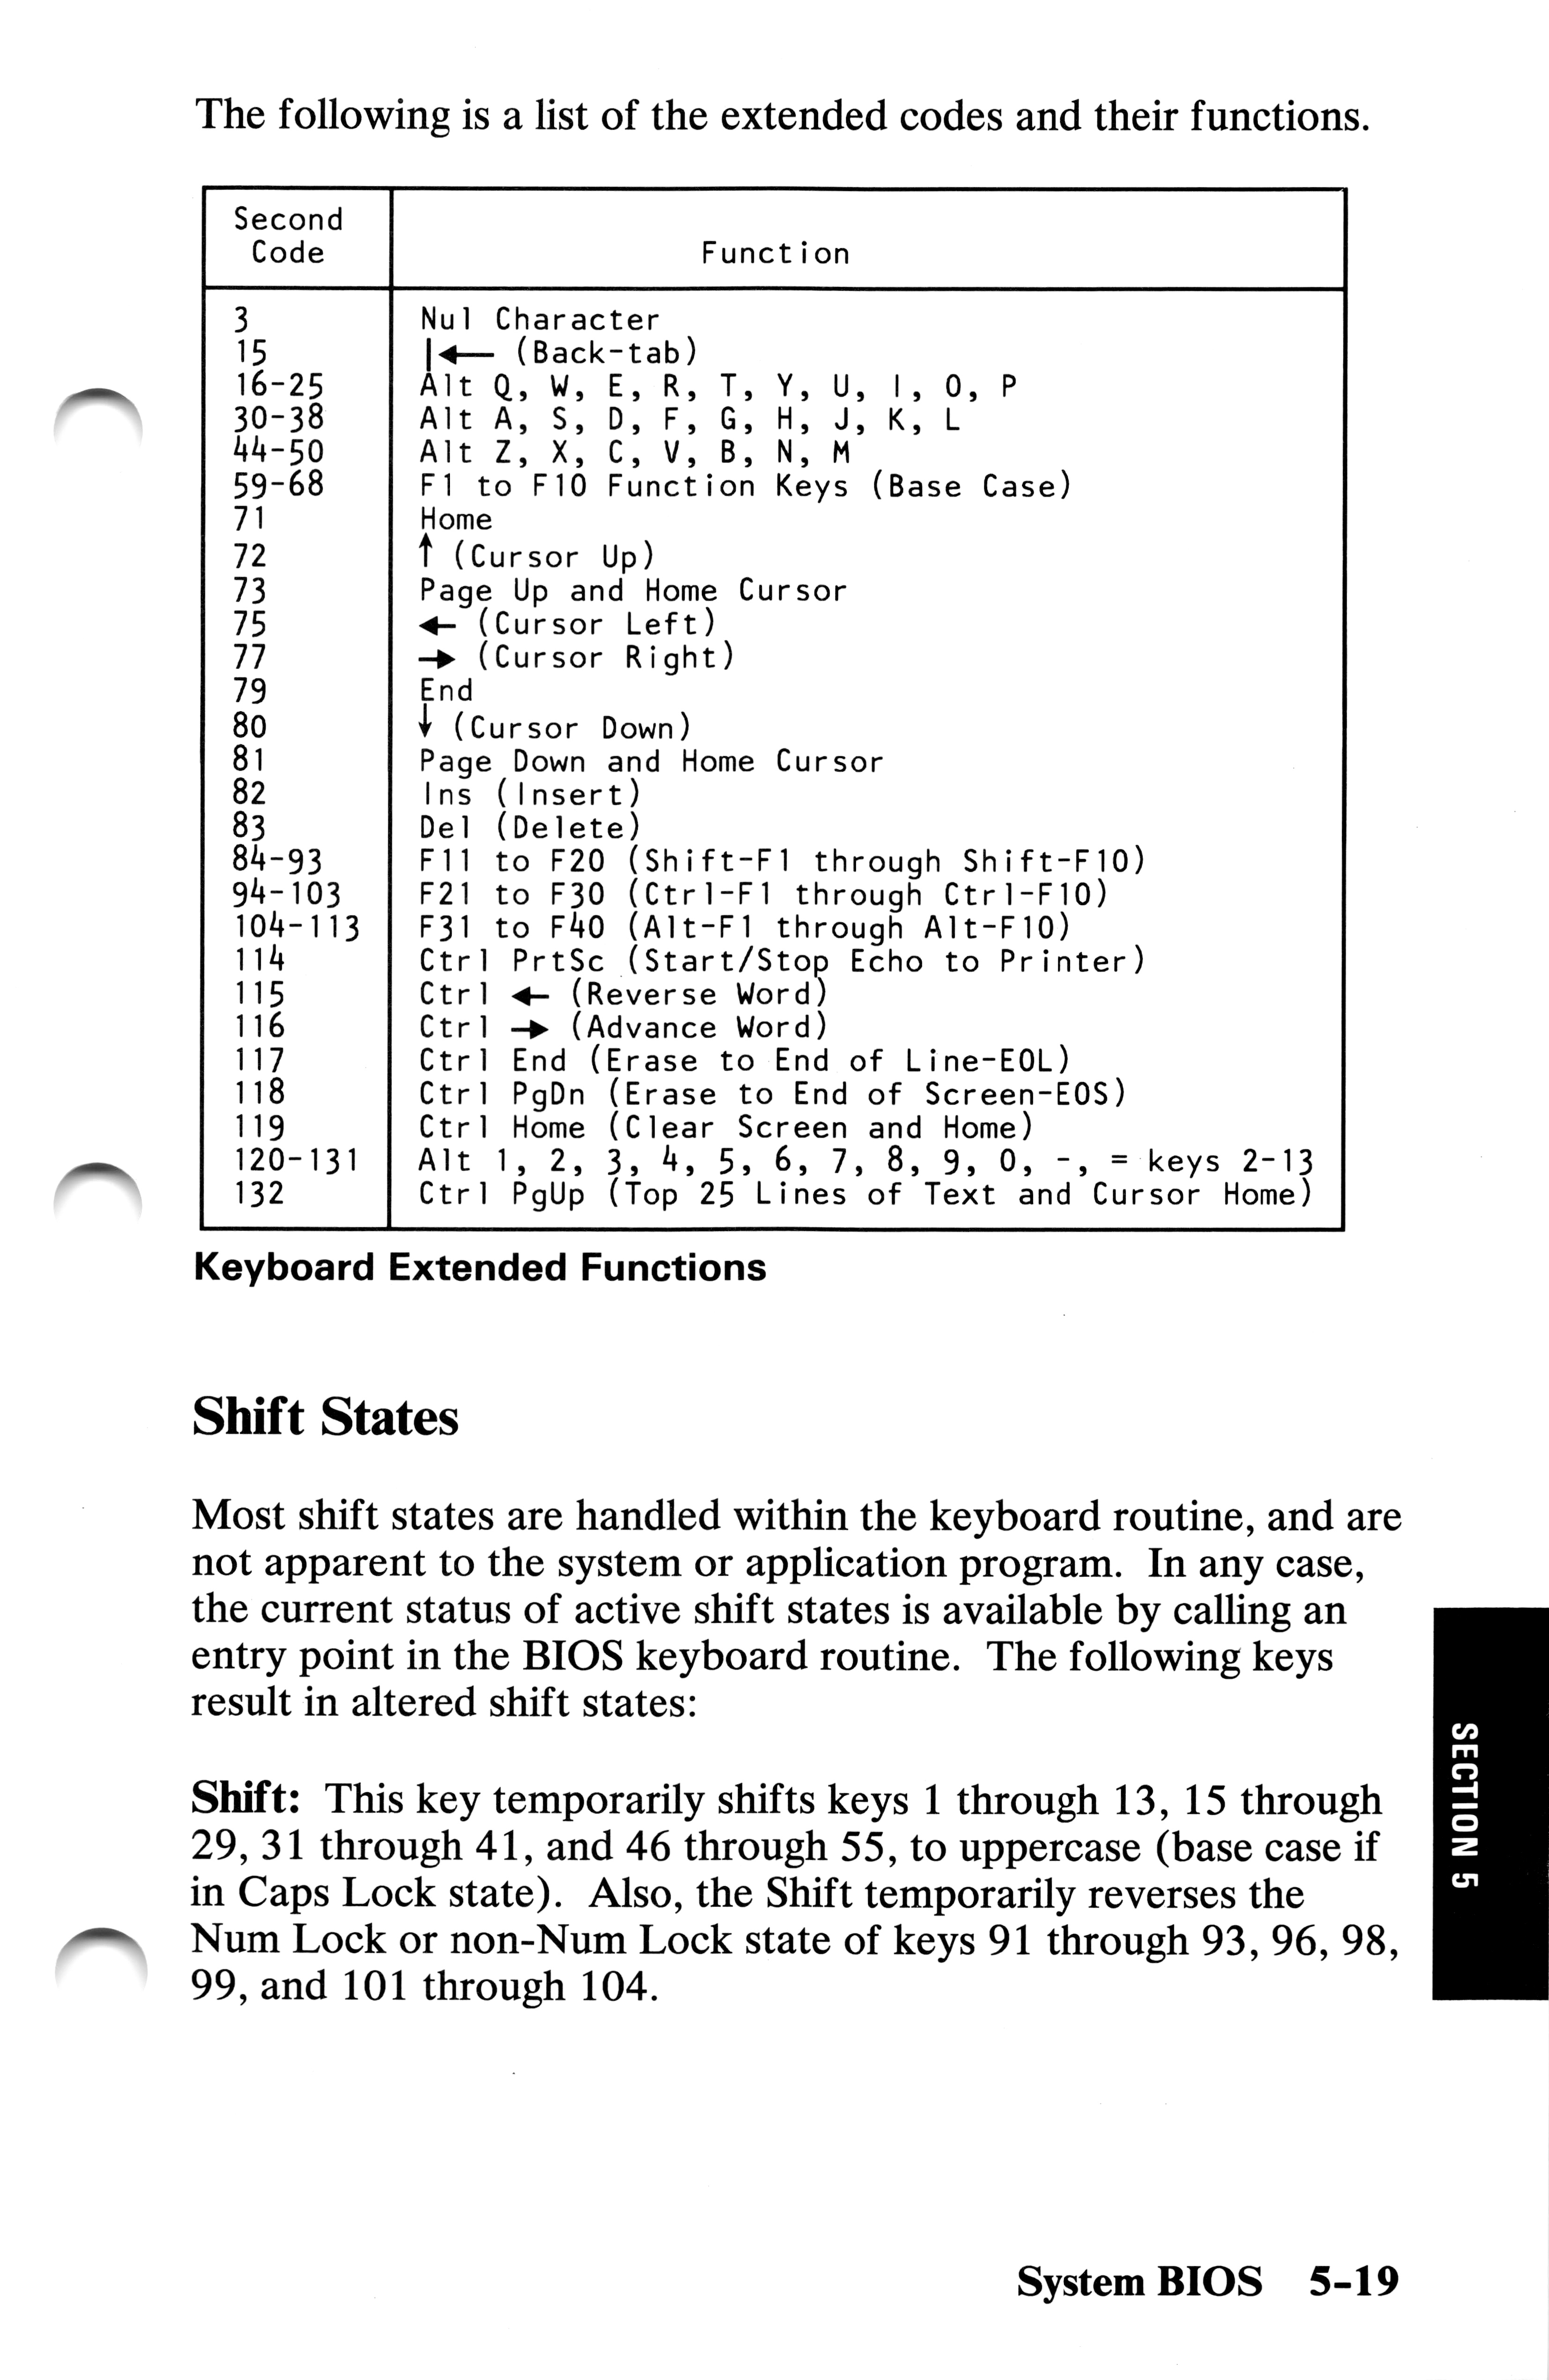 The following is a list of the extended codes and their functions.
Second Code Function
3 Nul Character
15 |← (Back-tab)
16-25 Alt Q, W, E, R, T, Y, U, I, O, P
30-38 Alt A, S, D, F, G, H, J, K, L
44-50 Alt Z, X, C, V, B, N, M
59-68 F1 to F10 Function Keys (Base Case)
71 Home
72 ↑ (Cursor Up)
73 Page Up and Home Cursor
75 ← (Cursor Left)
77 → (Cursor Right)
79 End
80 ↓ (Cursor Down)
81 Page Down and Home Cursor
82 Ins (Insert)
83 Del (Delete)
84-93 F11 to F20 (Shift-F1 through Shift-F10)
94-103 F21 to F30 (Ctrl-F1 through Ctrl-F10)
104-113 F31 to F40 (Alt-F1 through Alt-F10)
114 Ctrl PrtSc (Start/Stop Echo to Printer)
115 Ctrl ← (Reverse Word)
116 Ctrl → (Advance Word)
117 Ctrl End (Erase to End of Line-EOL)
118 Ctrl PgDn (Erase to End of Screen-EOS)
119 Ctrl Home (Clear Screen and Home)
120-131 Alt 1, 2, 3, 4, 5, 6, 7, 8, 9, 0, -, = keys 2-13
132 Ctrl PgUp (Top 25 Lines of Text and Cursor Home)
Keyboard Extended Functions
Shift States
Most shift states are handled within the keyboard routine, and are
not apparent to the system or application program. In any case,
the current status of active shift states is available by calling an
entry point in the BIOS keyboard routine. The following keys
result in altered shift states:
Shift: This key temporarily shifts keys 1 through 13, 15 through
29, 31 through 41, and 46 through 55, to uppercase (base case if
in Caps Lock state). Also, the Shift temporarily reverses the
Num Lock or non-Num Lock state of keys 91 through 93, 96, 98,
99, and 101 through 104.
SECTION 5
System BIOS 5-19